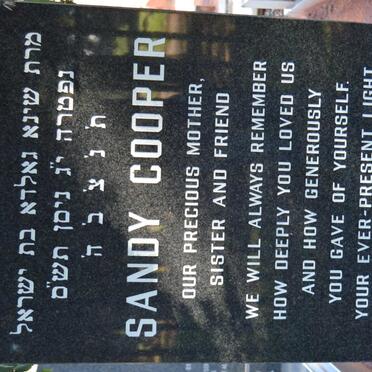 מרת שינא גאלדא בת ישראל
נפטרה י״ג ניסן תש״ם
ת׳ נ׳ צ׳ ב׳ ה׳
SANDY COOPER
OUR PRECIOUS MOTHER,
SISTER AND FRIEND
WE WILL ALWAYS REMEMBER
HOW DEEPLY YOU LOVED US
AND HOW GENEROUSLY
YOU GAVE OF YOURSELF.
YOUR EVER-PRESENT LIGHT